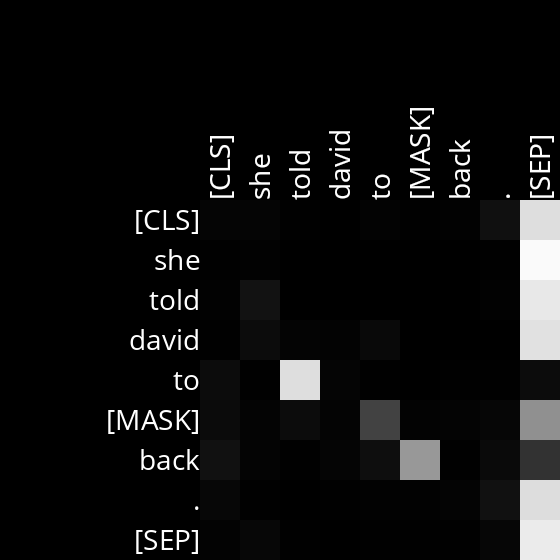 [CLS] she told david to [MASK] back . [SEP]
[CLS]
she
told
david
to
[MASK]
back
.
[SEP]